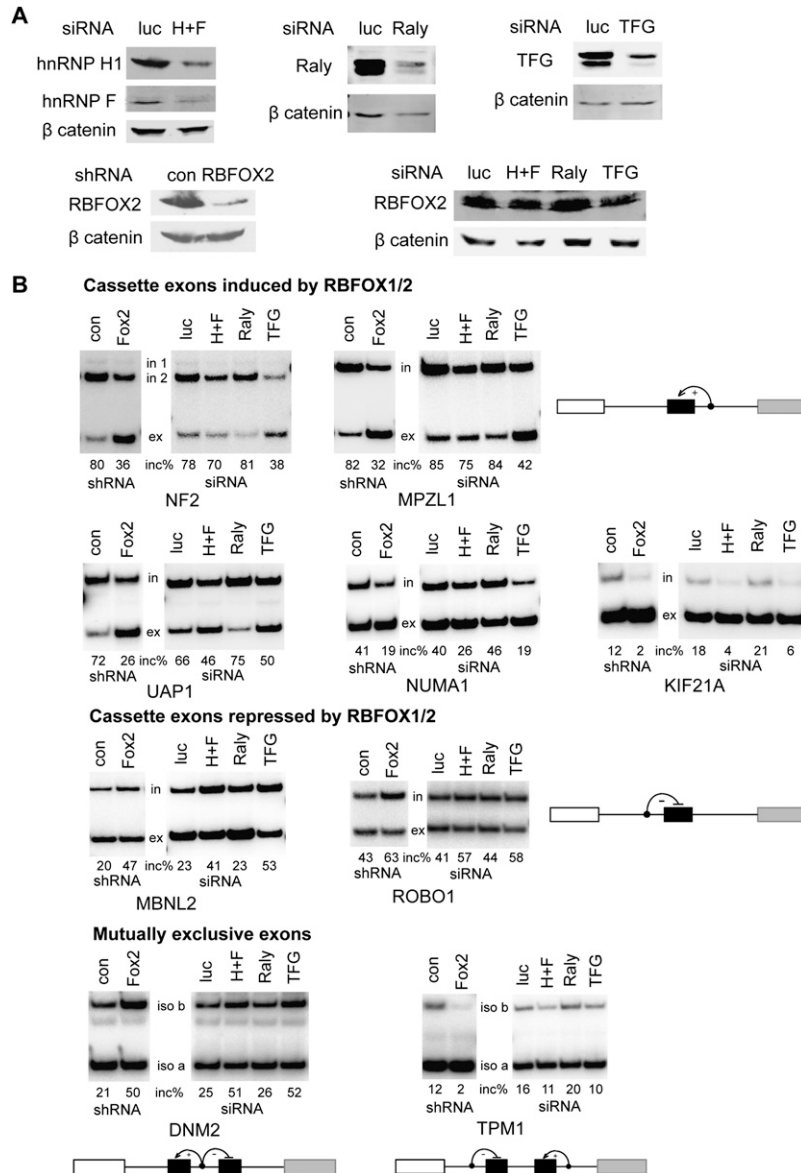 A
siRNA luc H+F
hnRNP H1
hnRNP F
β catenin
siRNA luc Raly
Raly
β catenin
siRNA luc TFG
TFG
β catenin
shRNA con RBFOX2
RBFOX2
β catenin
siRNA luc H+F Raly TFG
RBFOX2
β catenin
B
Cassette exons induced by RBFOX1/2
con Fox2 luc H+F Raly TFG
in 1
in 2
ex
80 36 inc% 78 70 81 38
shRNA siRNA
NF2
con Fox2 luc H+F Raly TFG
in
ex
82 32 inc% 85 75 84 42
shRNA siRNA
MPZL1
+
con Fox2 luc H+F Raly TFG
in
ex
72 26 inc% 66 46 75 50
shRNA siRNA
UAP1
con Fox2 luc H+F Raly TFG
in
ex
41 19 inc% 40 26 46 19
shRNA siRNA
NUMA1
con Fox2 luc H+F Raly TFG
in
ex
12 2 inc% 18 4 21 6
shRNA siRNA
KIF21A
Cassette exons repressed by RBFOX1/2
con Fox2 luc H+F Raly TFG
in
ex
20 47 inc% 23 41 23 53
shRNA siRNA
MBNL2
con Fox2 luc H+F Raly TFG
in
ex
43 63 inc% 41 57 44 58
shRNA siRNA
ROBO1
-
Mutually exclusive exons
con Fox2 luc H+F Raly TFG
iso b
iso a
21 50 inc% 25 51 26 52
shRNA siRNA
DNM2
+ -
con Fox2 luc H+F Raly TFG
iso b
iso a
12 2 inc% 16 11 20 10
shRNA siRNA
TPM1
- +